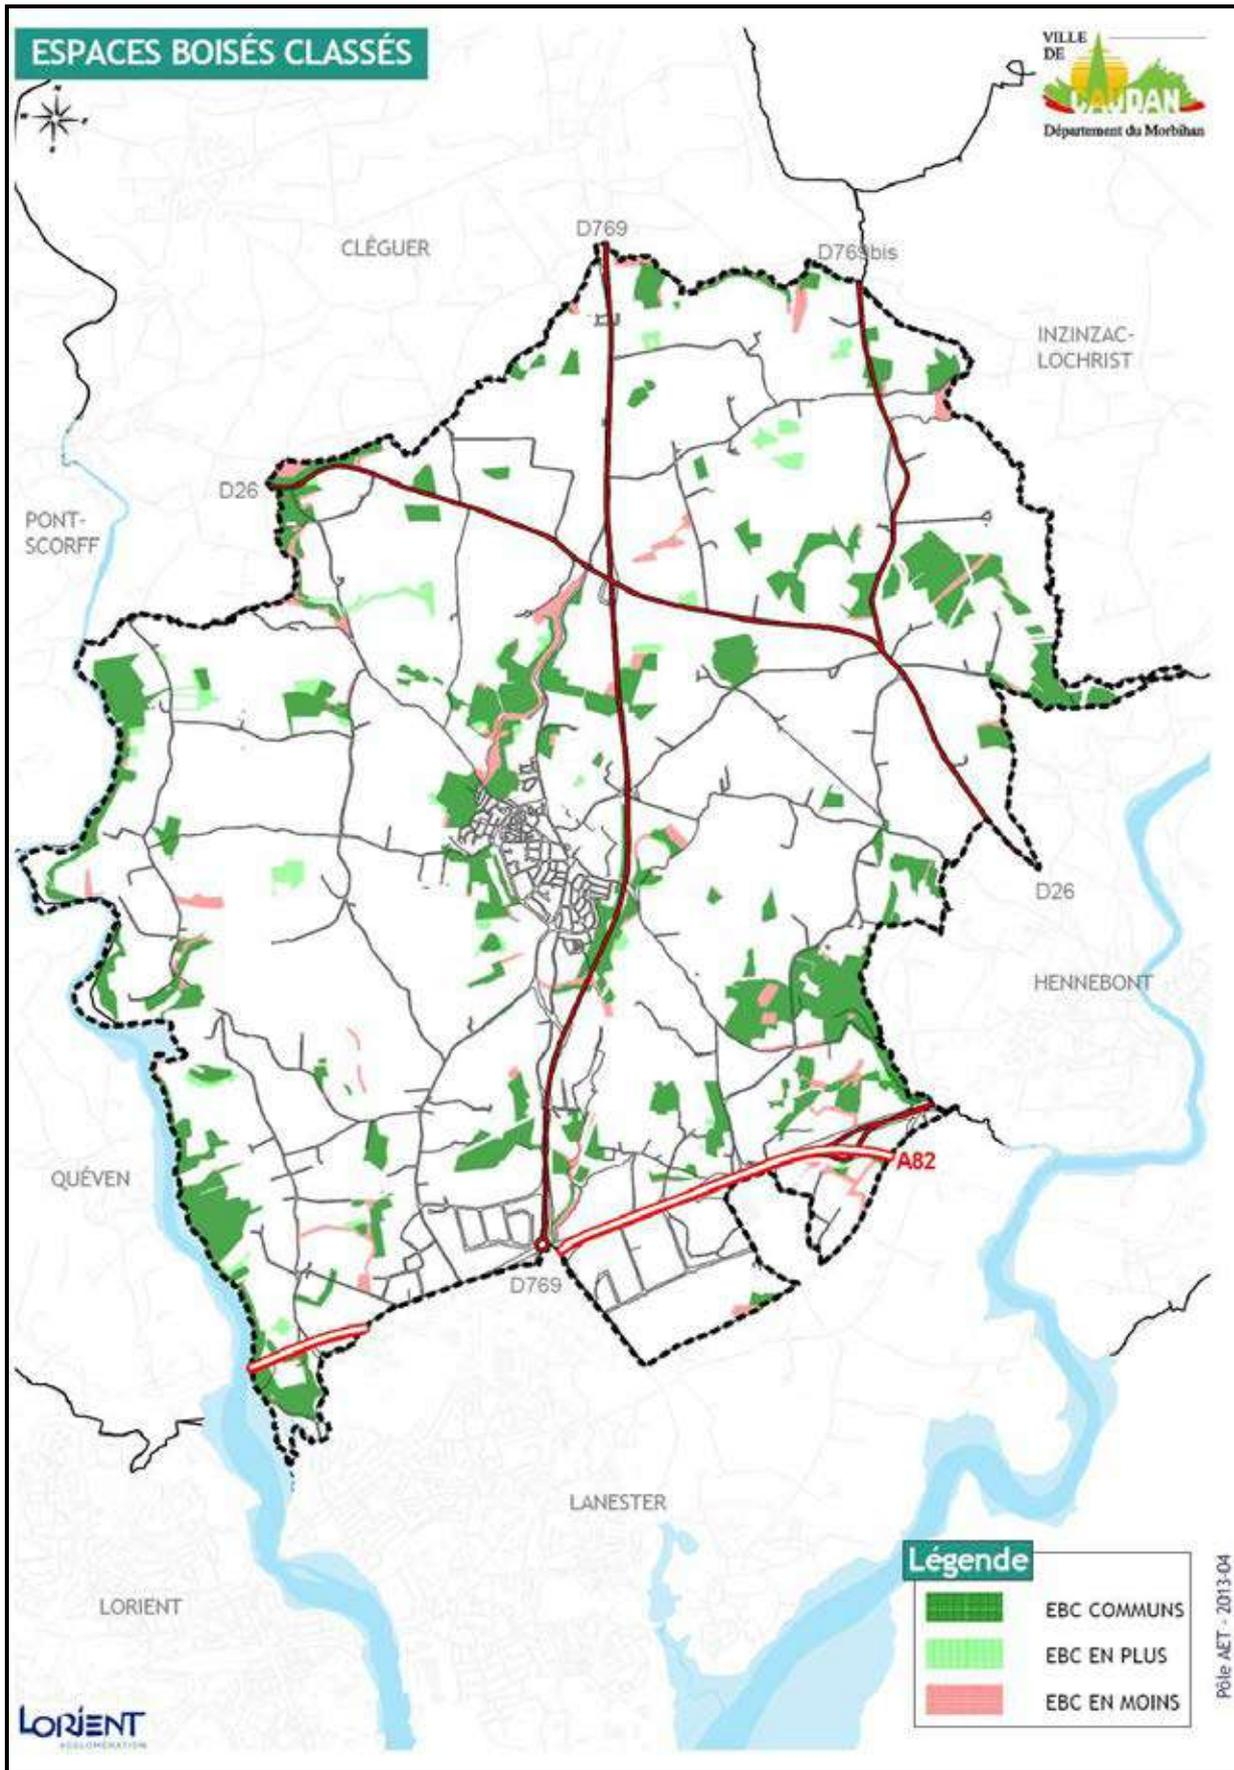 ESPACES BOISÉS CLASSÉS
VILLE
DE
CAUDAN
Département du Morbihan
D769
CLÉGUER
D769bis
INZINZAC-
LOCHRIST
D26
PONT-
SCORFF
D26
HENNEBONT
QUÉVEN
A82
D769
LANESTER
LORIENT
Légende
EBC COMMUNS
EBC EN PLUS
EBC EN MOINS
Pôle AET - 2013-04
LORIENT
AGGLOMÉRATION